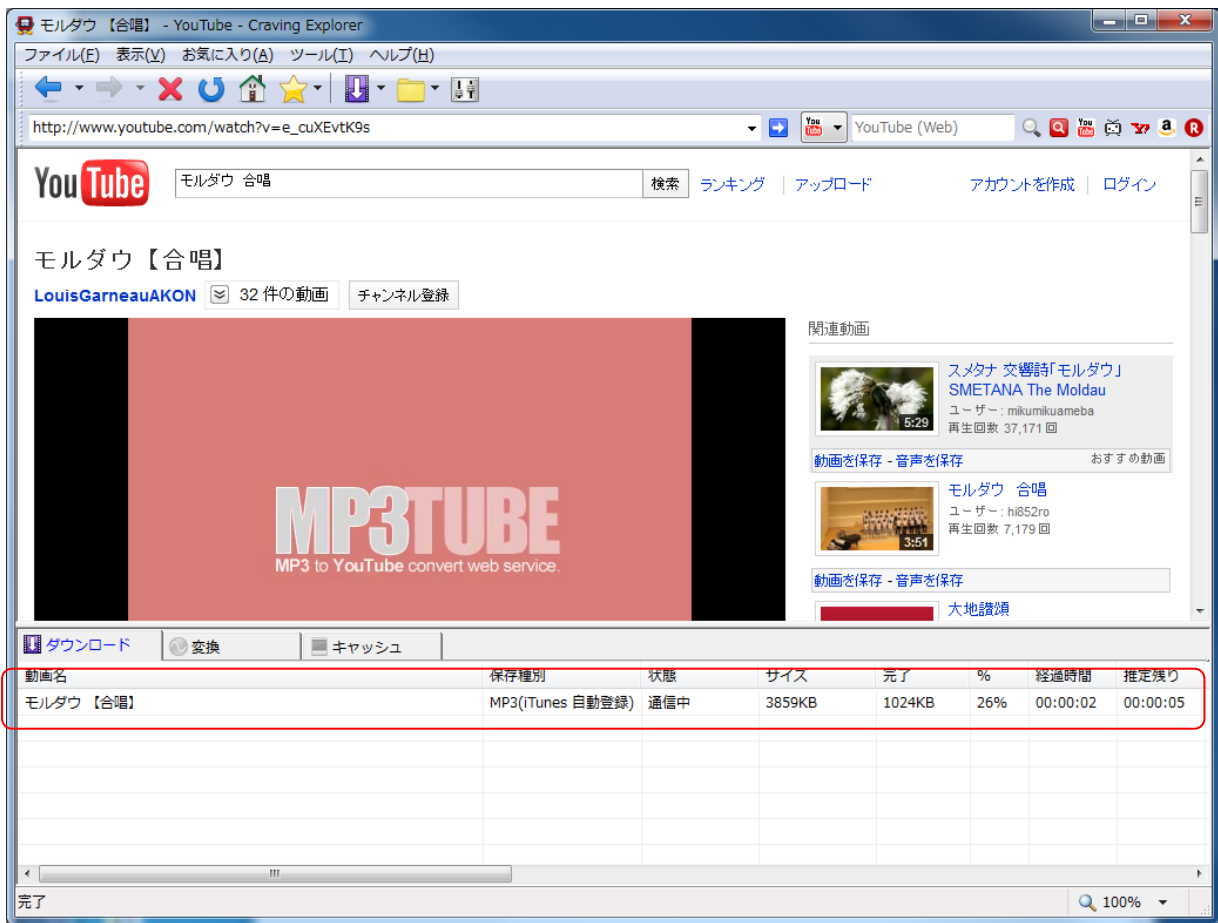 モルダウ 【合唱】 - YouTube - Craving Explorer
ファイル(F) 表示(V) お気に入り(A) ツール(T) ヘルプ(H)
http://www.youtube.com/watch?v=e_cuXEvtK9s YouTube (Web)
You Tube モルダウ 合唱 検索 ランキング アップロード アカウントを作成 ログイン
モルダウ【合唱】
LouisGarneauAKON 32 件の動画 チャンネル登録
MP3TUBE
MP3 to YouTube convert web service.
関連動画
スメタナ 交響詩「モルダウ」
SMETANA The Moldau
ユーザー : mikumikuameba
5:29
再生回数 37,171 回
動画を保存 - 音声を保存 おすすめ動画
モルダウ 合唱
ユーザー : hi852ro
再生回数 7,179 回
3:51
動画を保存 - 音声を保存
大地讃頌
ダウンロード 変換 キャッシュ
動画名 保存種別 状態 サイズ 完了 % 経過時間 推定残り
モルダウ 【合唱】 MP3(iTunes 自動登録) 通信中 3859KB 1024KB 26% 00:00:02 00:00:05
完了 100%